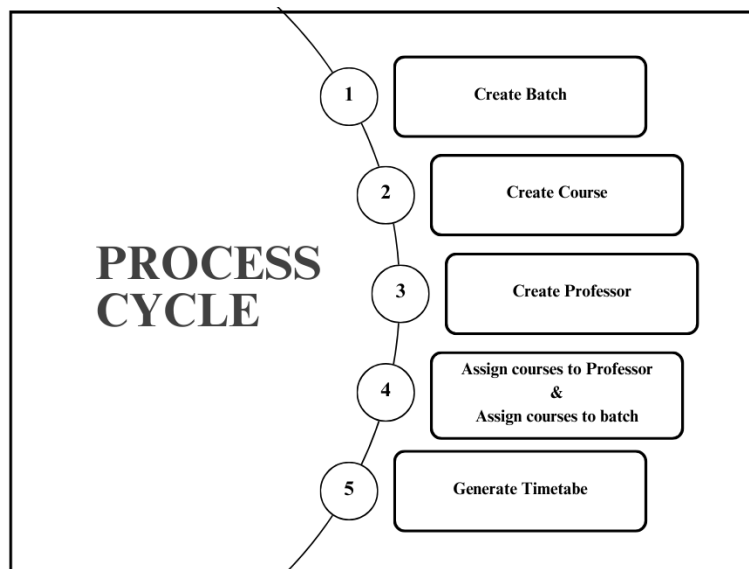 PROCESS
CYCLE
1
Create Batch
2
Create Course
3
Create Professor
4
Assign courses to Professor
&
Assign courses to batch
5
Generate Timetabe